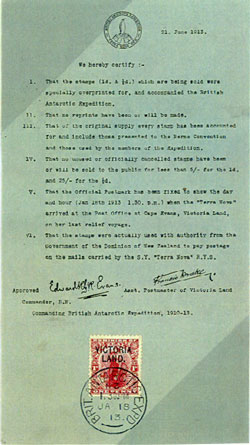 21. June 1913.
We hereby certify :-
I. That the stamps (1d. & ½d.) which are being sold were
specially overprinted for, and accompanied the British
Antarctic Expedition.
II. That no reprints have been or will be made.
III. That of the original supply every stamp has been accounted
for and include those presented to the Berne Convention
and those used by the members of the Expedition.
IV. That no unused or officially cancelled stamps have been
or will be sold to the public for less than 5/- for the 1d.
and 25/- for the ½d.
V. That the Official Postmark has been fixed to show the day
and hour (Jan 18th 1913 1.30 p.m.) when the "Terra Nova"
arrived at the Post Office at Cape Evans, Victoria Land,
on her last relief voyage.
VI. That the stamps were actually used with Authority from the
Government of the Dominion of New Zealand to pay postage
on the mails carried by the S.Y. "Terra Nova" R.Y.S.
Approved Edward R G R Evans. Francis Drake. Asst. Postmaster of Victoria Land
Commander, R.N.
Commanding British Antarctic Expedition, 1910-13.
VICTORIA
LAND.
BRIT. ANTARCTIC EXPD.
JA 18
13